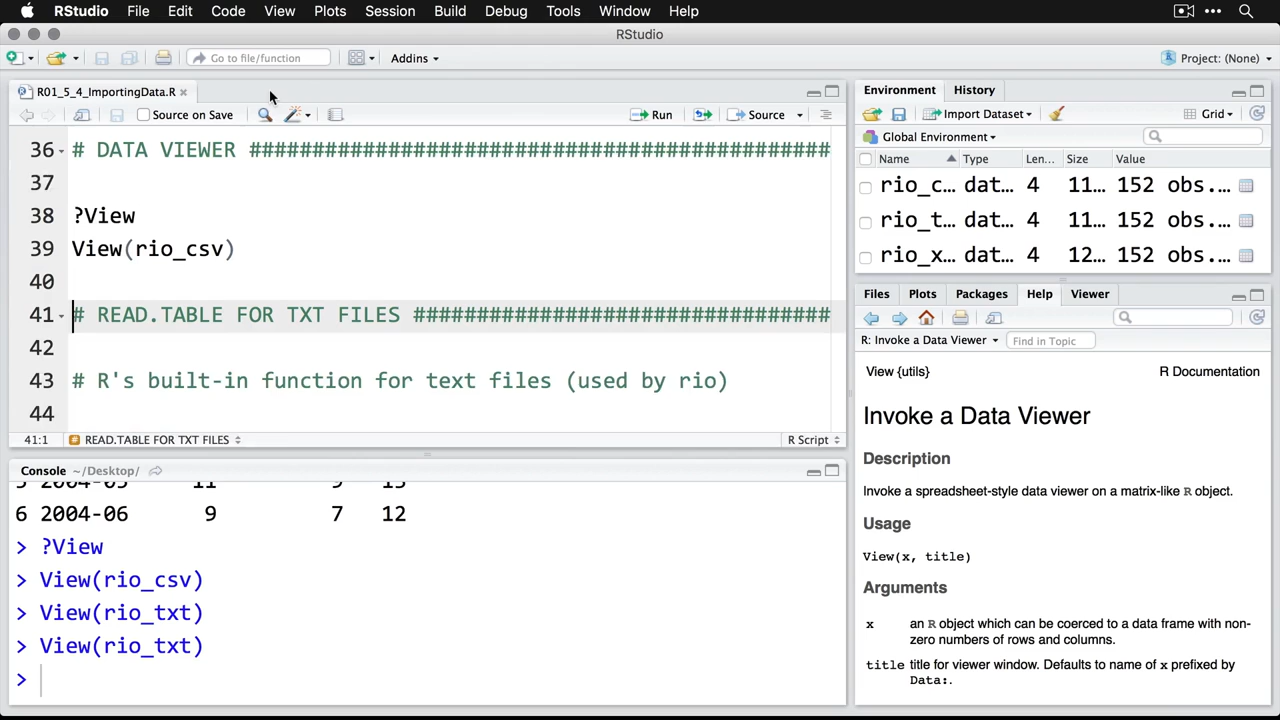 RStudio File Edit Code View Plots Session Build Debug Tools Window Help
RStudio
Go to file/function
Addins
Project: (None)
R01_5_4_ImportingData.R
Source on Save
Run
Source
36 # DATA VIEWER ##############################################
37
38 ?View
39 View(rio_csv)
40
41 # READ.TABLE FOR TXT FILES #################################
42
43 # R's built-in function for text files (used by rio)
44
41:1 # READ.TABLE FOR TXT FILES R Script
Console ~/Desktop/
5 2004-05 11 9 15
6 2004-06 9 7 12
> ?View
> View(rio_csv)
> View(rio_txt)
> View(rio_txt)
>
Environment History
Import Dataset Grid
Global Environment
Name Type Len... Size Value
rio_c... dat... 4 11... 152 obs....
rio_t... dat... 4 11... 152 obs....
rio_x... dat... 4 12... 152 obs....
Files Plots Packages Help Viewer
R: Invoke a Data Viewer Find in Topic
View {utils} R Documentation
Invoke a Data Viewer
Description
Invoke a spreadsheet-style data viewer on a matrix-like R object.
Usage
View(x, title)
Arguments
x an R object which can be coerced to a data frame with non-
zero numbers of rows and columns.
title title for viewer window. Defaults to name of x prefixed by
Data:.